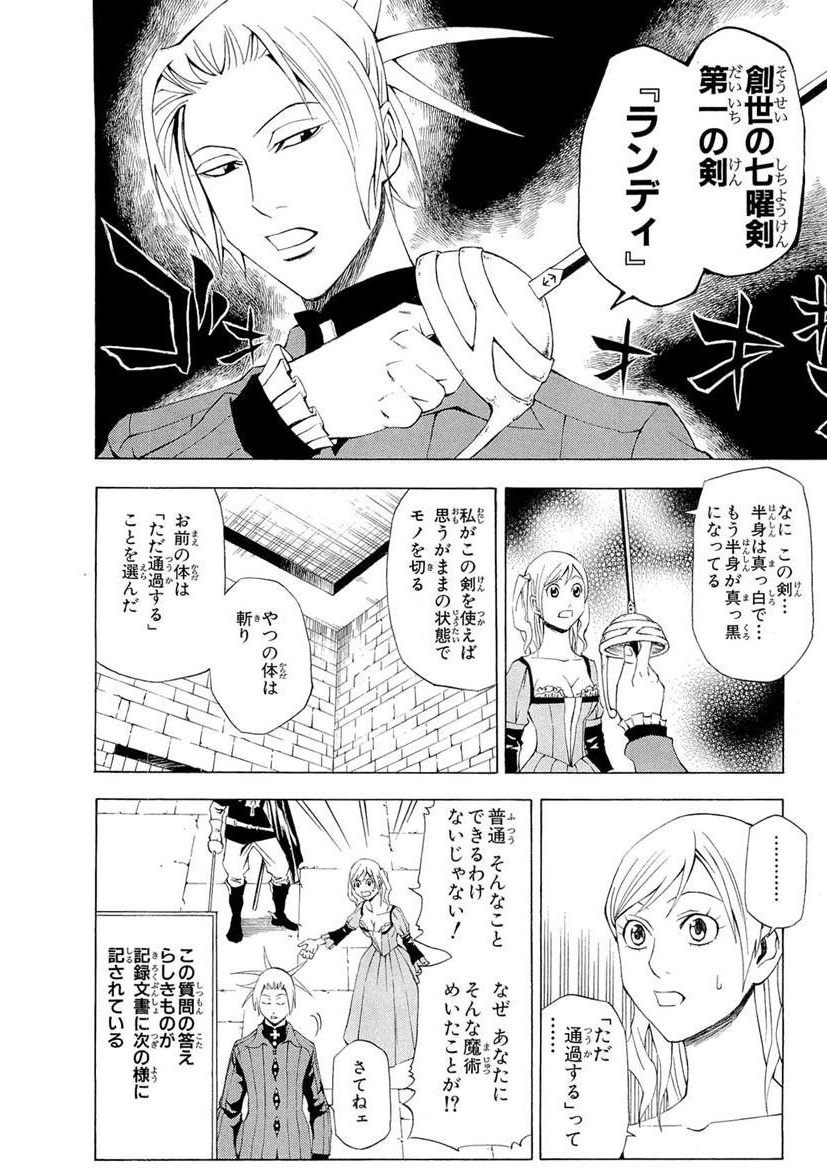 創世の七曜剣
第一の剣
『ランディ』
ゴオオオオ
なに この剣…
半身は真っ白で…
もう半身が真っ黒
になってる
私がこの剣を使えば
思うがままの状態で
モノを切る
やつの体は
斬り
お前の体は
「ただ通過する」
ことを選んだ
………
「ただ
通過する」って
……
普通 そんなこと
できるわけ
ないじゃない!
なぜ あなたに
そんな魔術
めいたことが!?
さてねェ
この質問の答え
らしきものが
記録文書に次の様に
記されている